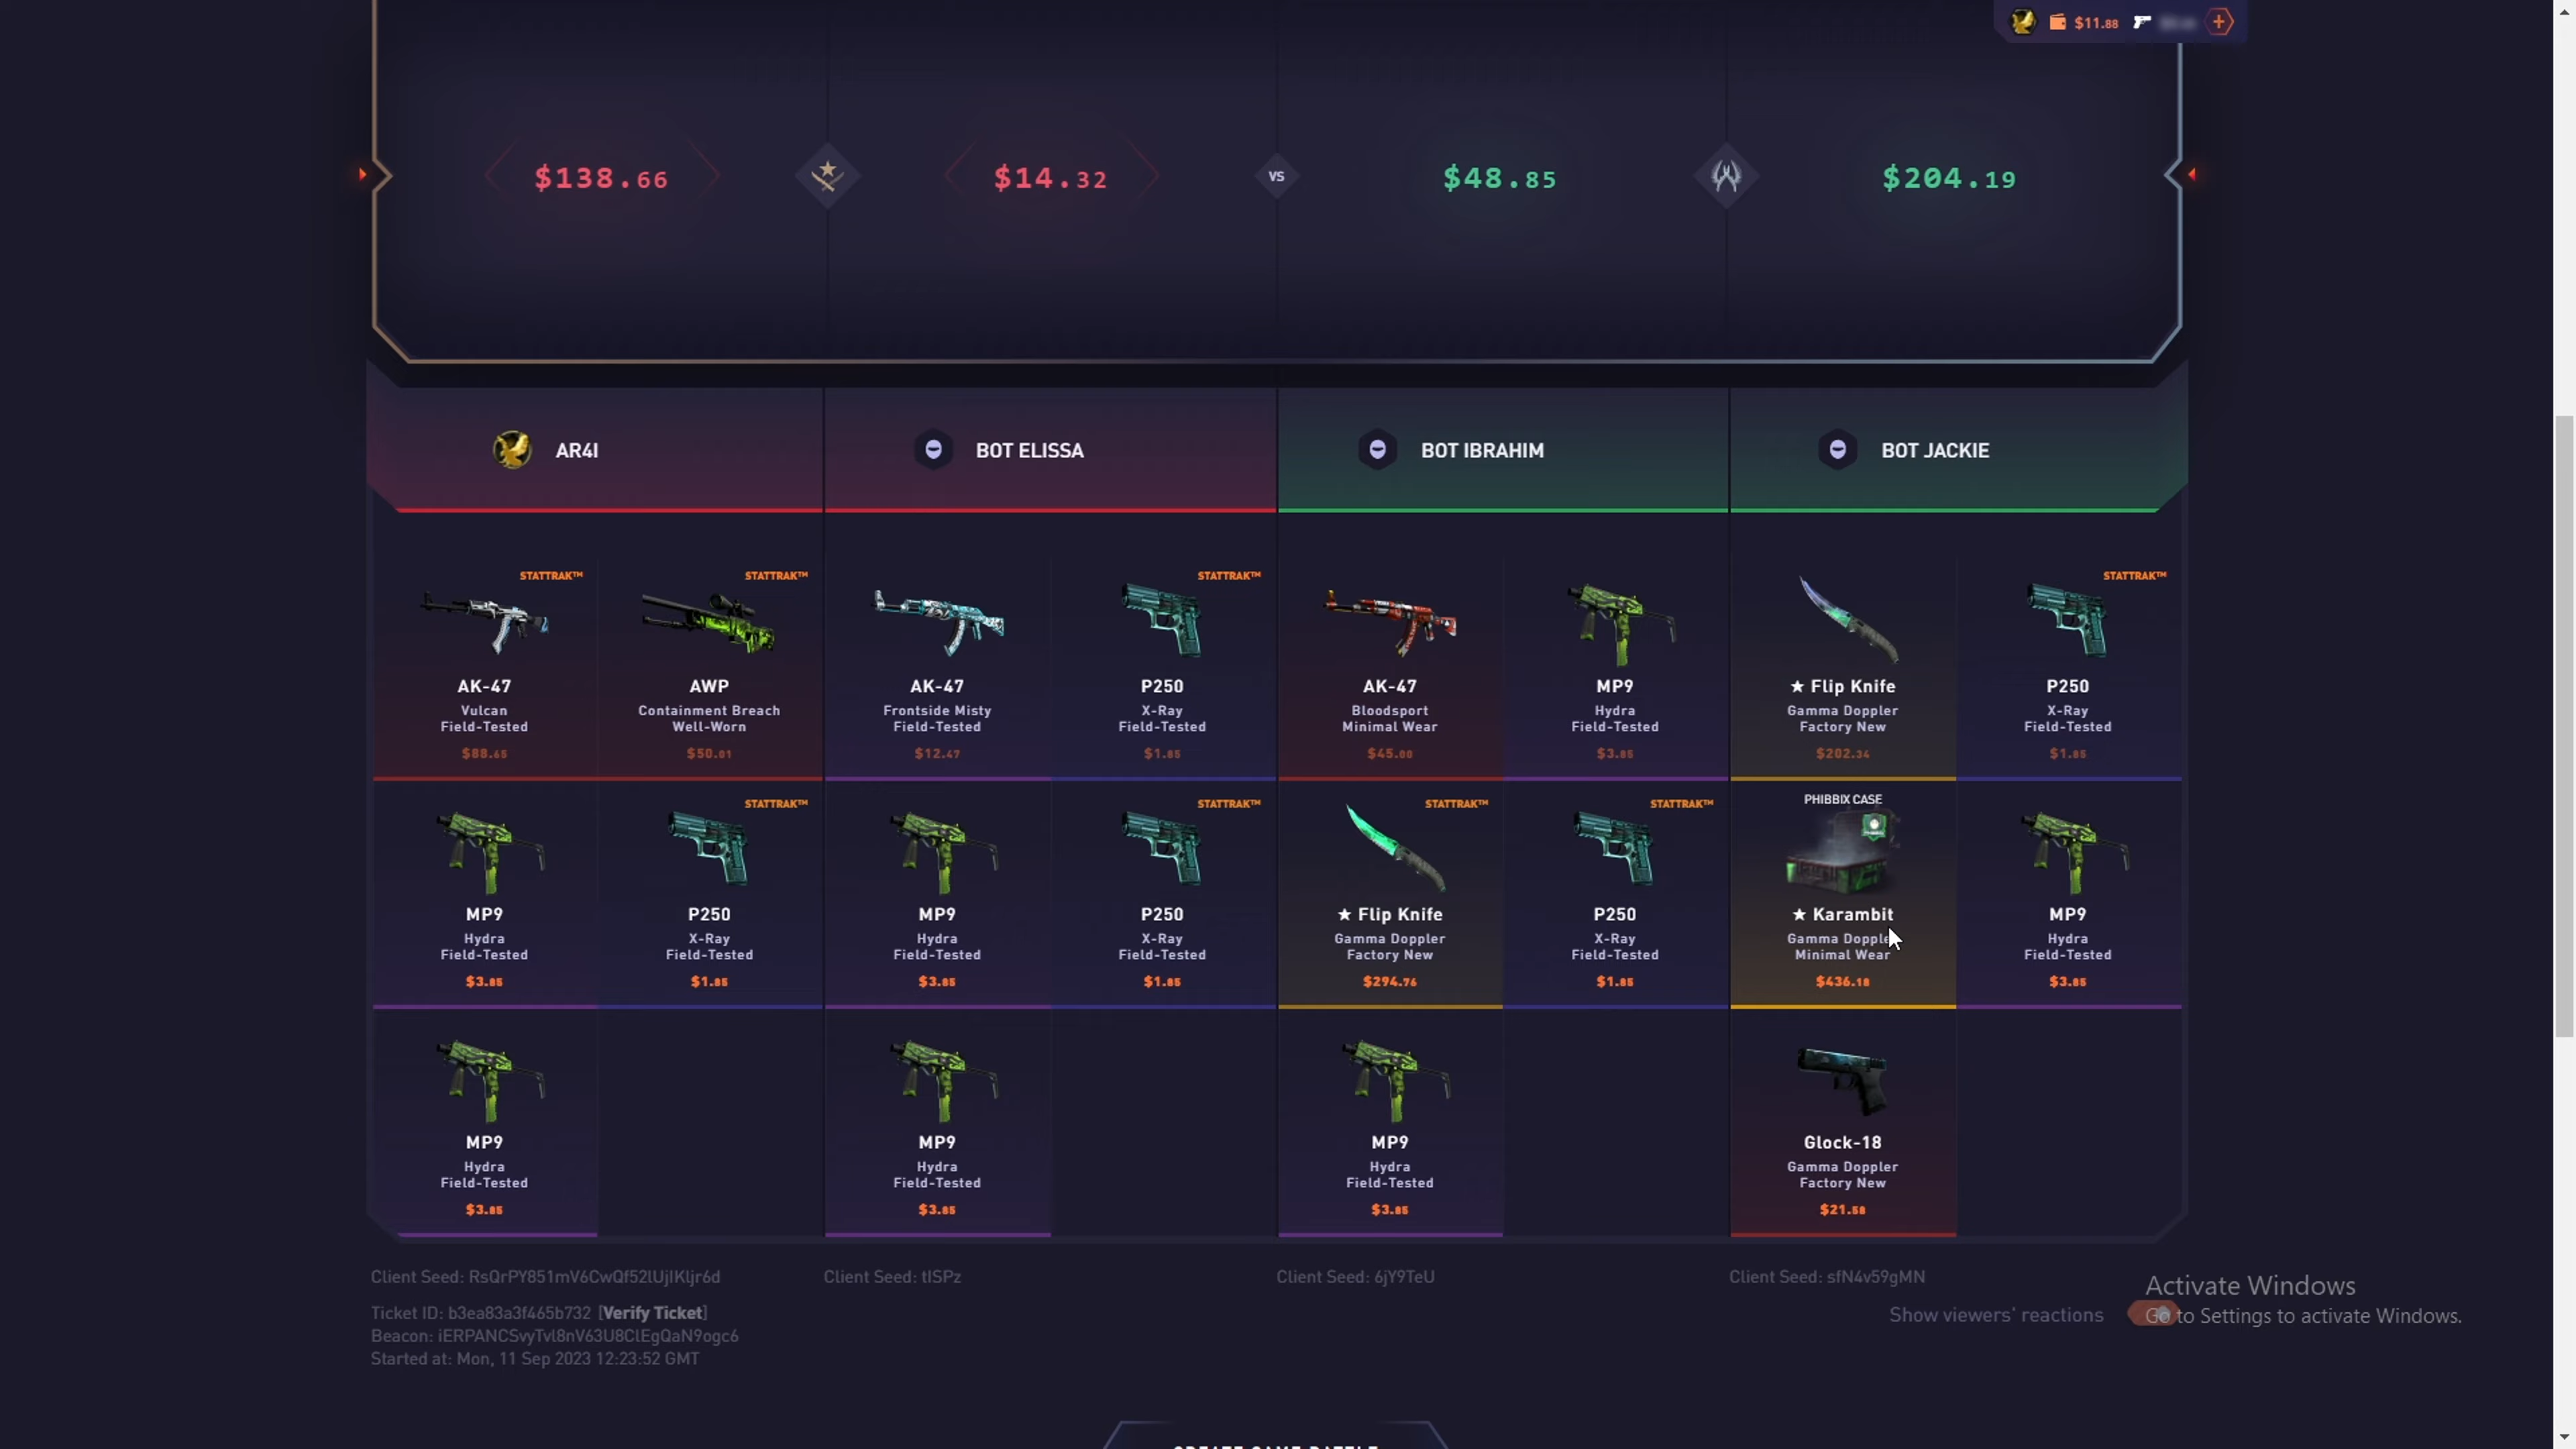 $11.88
$138.66
$14.32
VS
$48.85
$204.19
AR4I
BOT ELISSA
BOT IBRAHIM
BOT JACKIE
STATTRAK™
AK-47
Vulcan
Field-Tested
$88.65
STATTRAK™
AWP
Containment Breach
Well-Worn
$50.01
AK-47
Frontside Misty
Field-Tested
$12.47
STATTRAK™
P250
X-Ray
Field-Tested
$1.85
AK-47
Bloodsport
Minimal Wear
$45.00
MP9
Hydra
Field-Tested
$3.85
★ Flip Knife
Gamma Doppler
Factory New
$202.34
STATTRAK™
P250
X-Ray
Field-Tested
$1.85
MP9
Hydra
Field-Tested
$3.85
STATTRAK™
P250
X-Ray
Field-Tested
$1.85
MP9
Hydra
Field-Tested
$3.85
STATTRAK™
P250
X-Ray
Field-Tested
$1.85
STATTRAK™
★ Flip Knife
Gamma Doppler
Factory New
$294.76
STATTRAK™
P250
X-Ray
Field-Tested
$1.85
PHIBBIX CASE
★ Karambit
Gamma Doppler
Minimal Wear
$436.18
MP9
Hydra
Field-Tested
$3.85
MP9
Hydra
Field-Tested
$3.85
MP9
Hydra
Field-Tested
$3.85
MP9
Hydra
Field-Tested
$3.85
Glock-18
Gamma Doppler
Factory New
$21.58
Client Seed: RsQrPY851mV6CwQf52lUjIKljr6d
Client Seed: tISPz
Client Seed: 6jY9TeU
Client Seed: sfN4v59gMN
Ticket ID: b3ea83a3f465b732 [Verify Ticket]
Beacon: iERPANCSvyTvl8nV63U8ClEgQaN9ogc6
Started at: Mon, 11 Sep 2023 12:23:52 GMT
Show viewers' reactions
Activate Windows
Go to Settings to activate Windows.